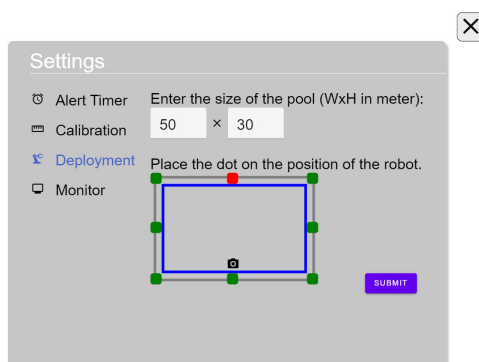 Settings
Alert Timer
Calibration
Deployment
Monitor
Enter the size of the pool (WxH in meter):
50 × 30
Place the dot on the position of the robot.
SUBMIT